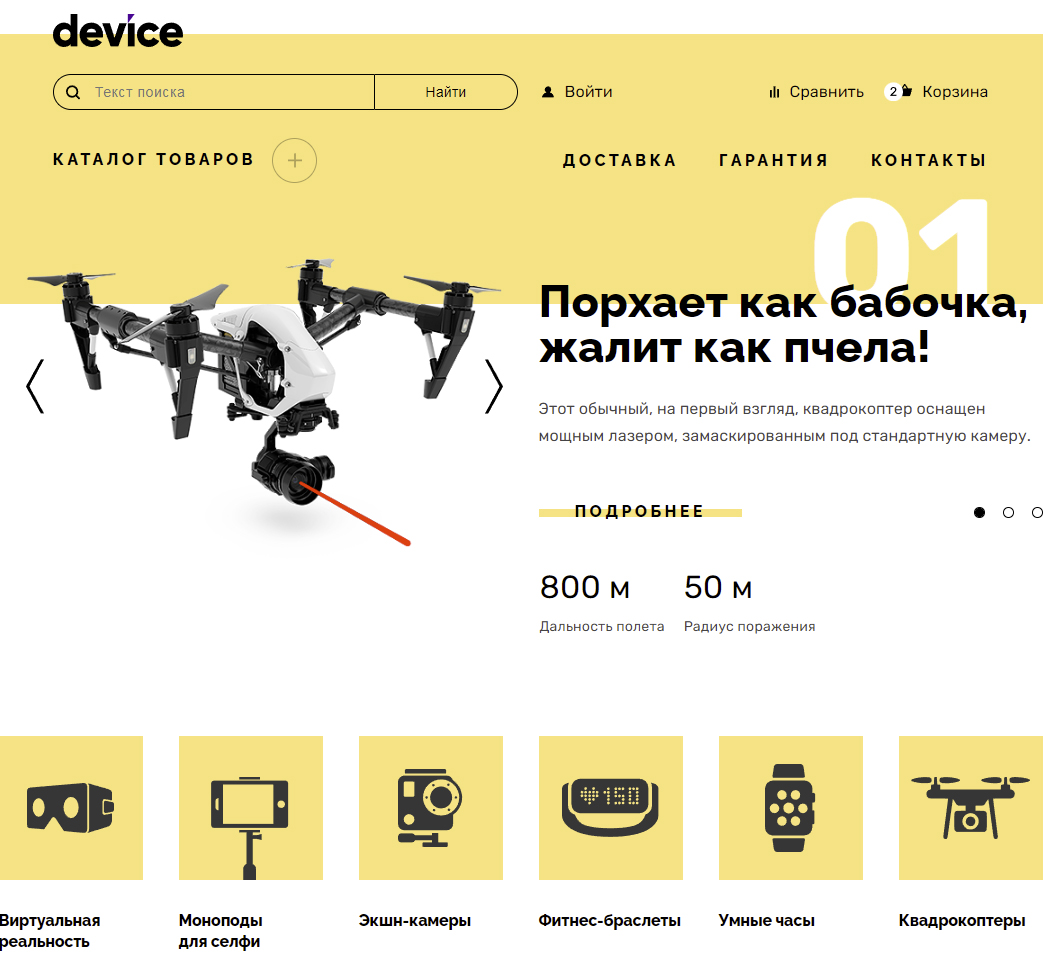 device
Текст поиска
Найти
Войти
Сравнить
2
Корзина
КАТАЛОГ ТОВАРОВ
ДОСТАВКА
ГАРАНТИЯ
КОНТАКТЫ
01
Порхает как бабочка,
жалит как пчела!
Этот обычный, на первый взгляд, квадрокоптер оснащен
мощным лазером, замаскированным под стандартную камеру.
ПОДРОБНЕЕ
800 м
50 м
Дальность полета
Радиус поражения
150
Виртуальная
реальность
Моноподы
для селфи
Экшн-камеры
Фитнес-браслеты
Умные часы
Квадрокоптеры